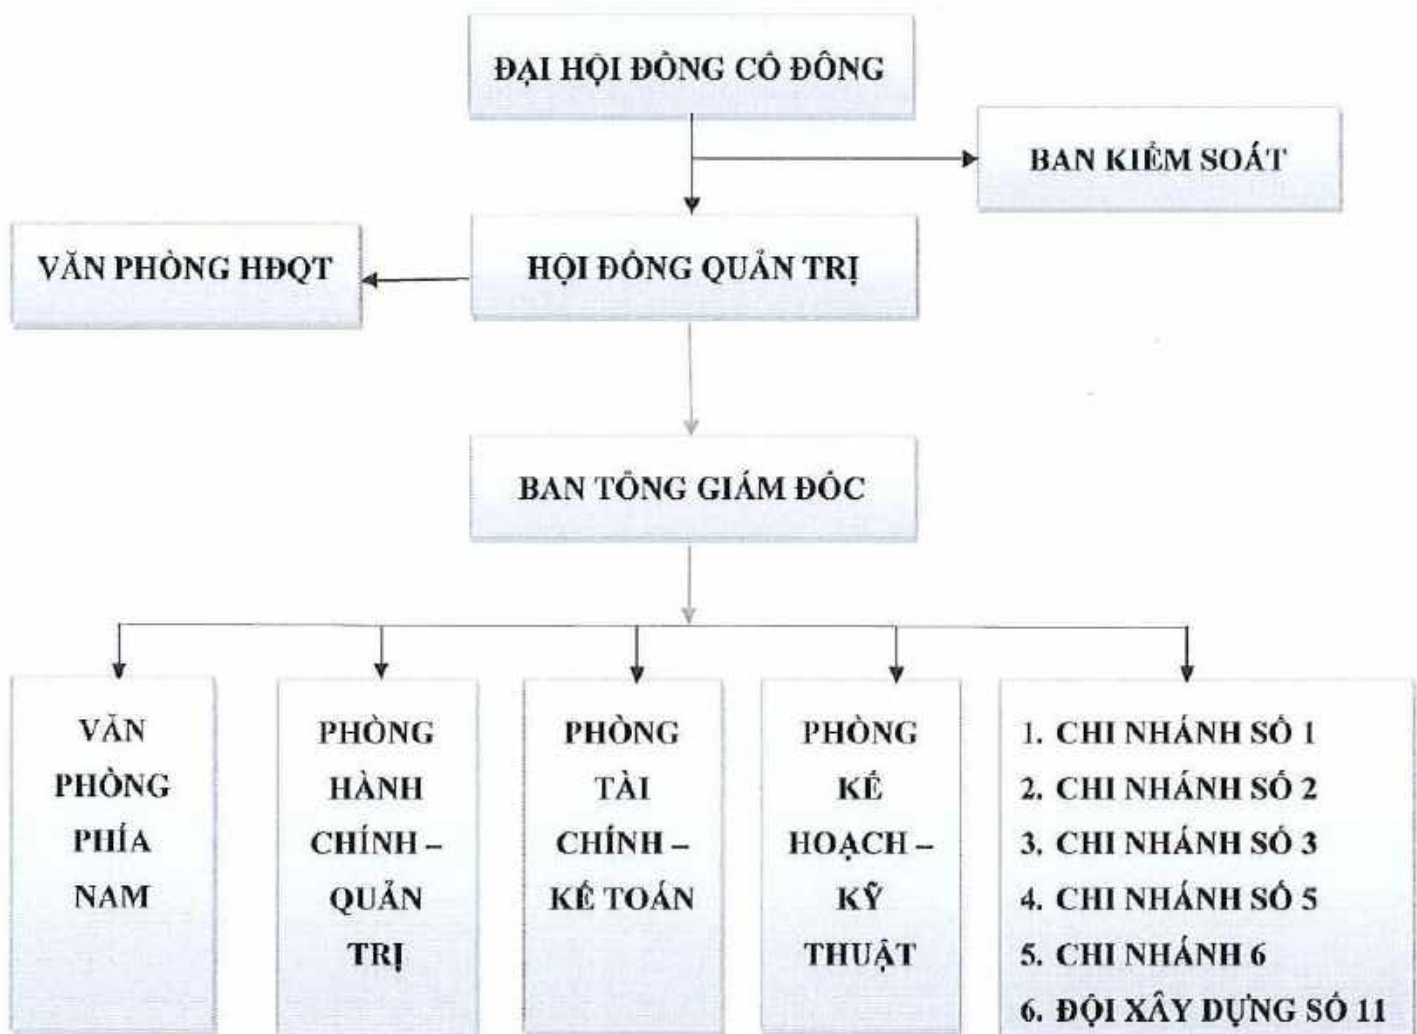 ĐẠI HỘI ĐỒNG CỔ ĐÔNG
BAN KIỂM SOÁT
VĂN PHÒNG HĐQT
HỘI ĐỒNG QUẢN TRỊ
BAN TỔNG GIÁM ĐỐC
VĂN
PHÒNG
PHÍA
NAM
PHÒNG
HÀNH
CHÍNH –
QUẢN
TRỊ
PHÒNG
TÀI
CHÍNH –
KẾ TOÁN
PHÒNG
KẾ
HOẠCH –
KỸ
THUẬT
1. CHI NHÁNH SỐ 1
2. CHI NHÁNH SỐ 2
3. CHI NHÁNH SỐ 3
4. CHI NHÁNH SỐ 5
5. CHI NHÁNH 6
6. ĐỘI XÂY DỰNG SỐ 11